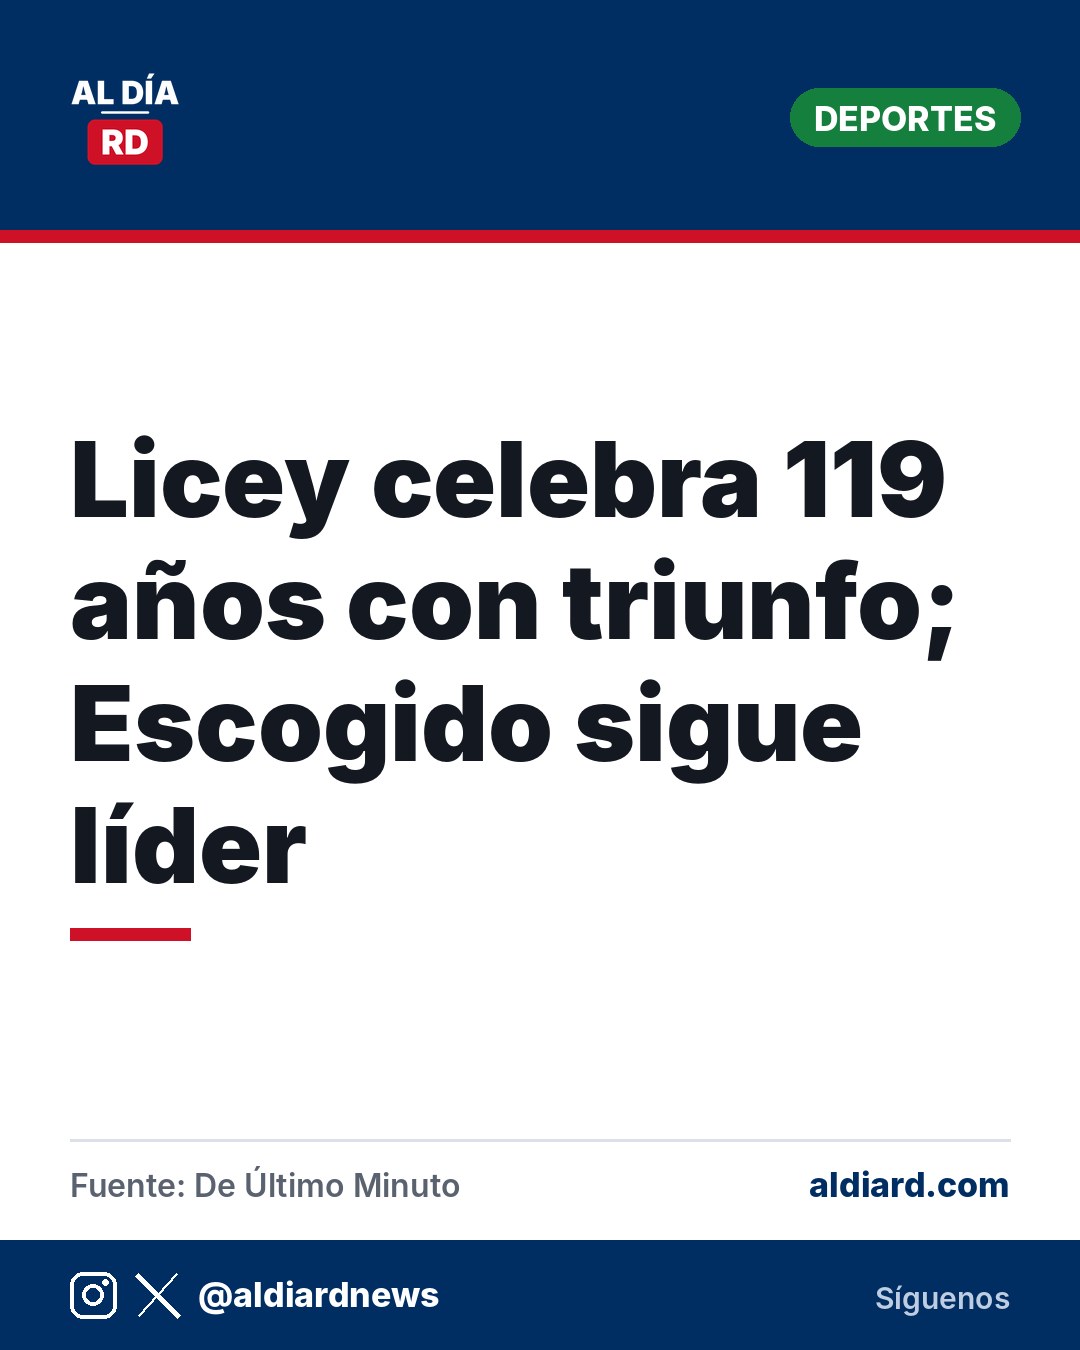 AL DÍA
RD
DEPORTES
Licey celebra 119
años con triunfo;
Escogido sigue
líder
Fuente: De Último Minuto
aldiard.com
@aldiardnews
Síguenos